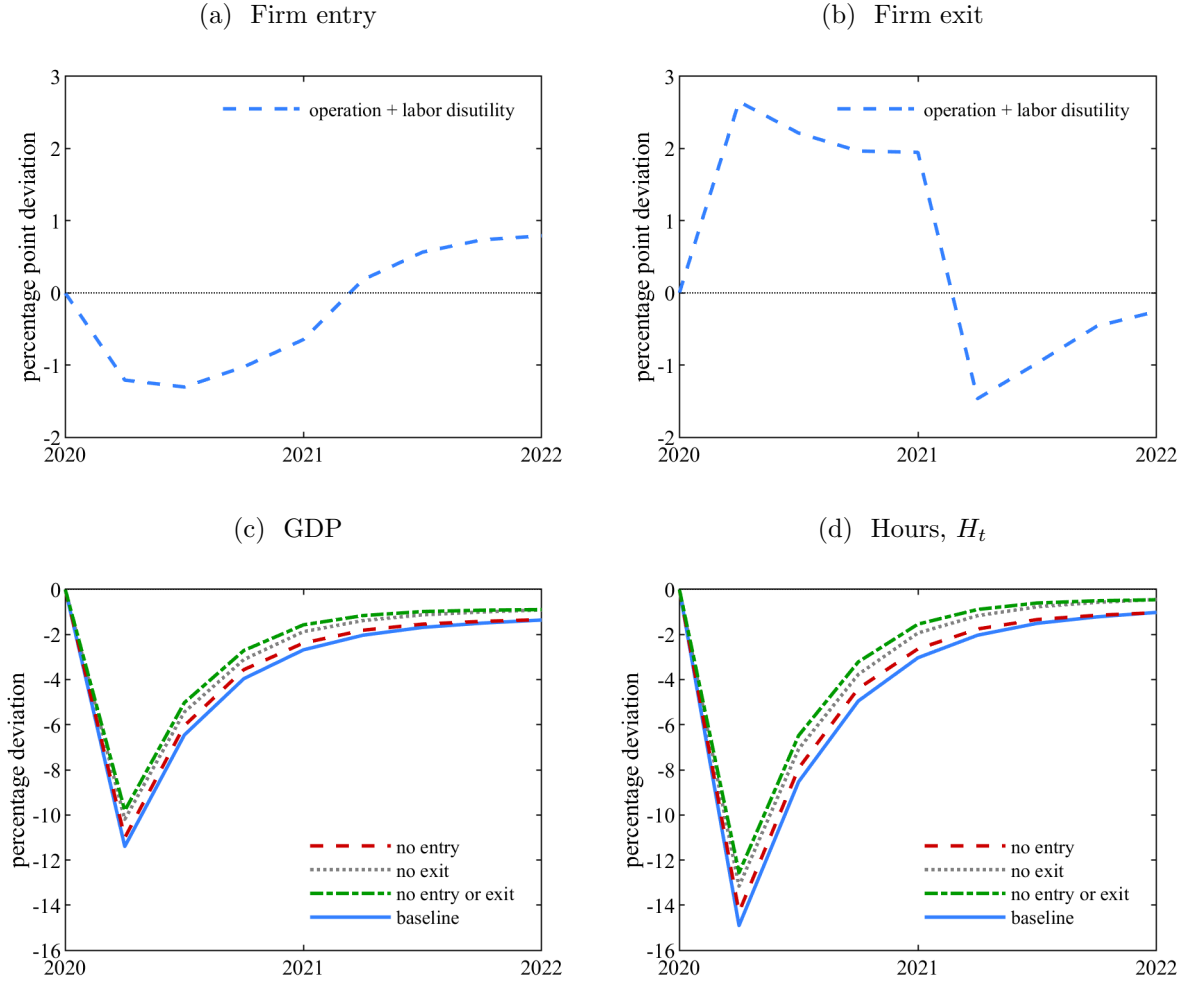 (a) Firm entry
percentage point deviation
3
2
1
0
-1
-2
operation + labor disutility
2020 2021 2022
(b) Firm exit
percentage point deviation
3
2
1
0
-1
-2
operation + labor disutility
2020 2021 2022
(c) GDP
percentage deviation
0
-2
-4
-6
-8
-10
-12
-14
-16
no entry
no exit
no entry or exit
baseline
2020 2021 2022
(d) Hours, Ht
percentage deviation
0
-2
-4
-6
-8
-10
-12
-14
-16
no entry
no exit
no entry or exit
baseline
2020 2021 2022